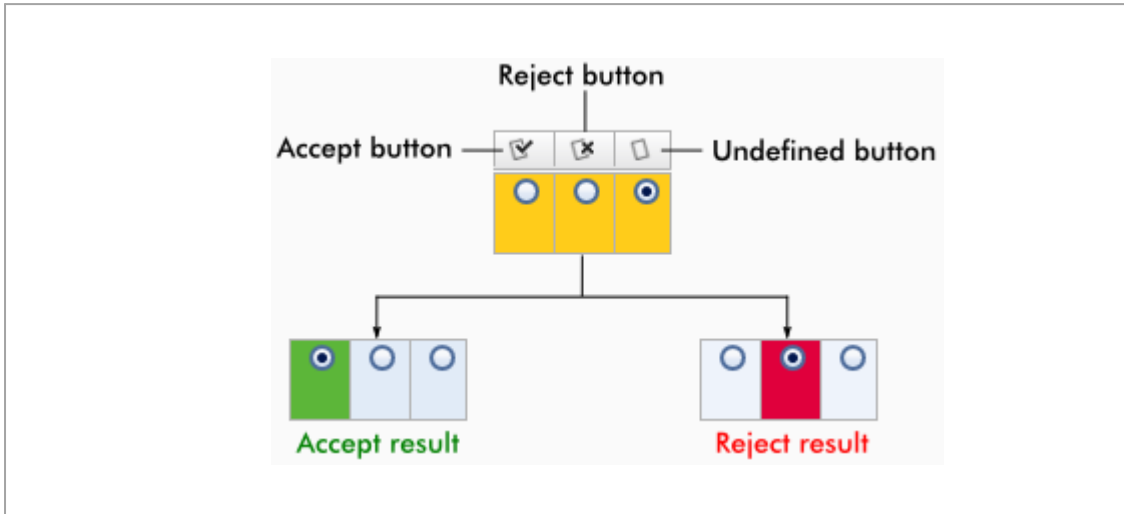 Reject button
Accept button
Undefined button
Accept result
Reject result